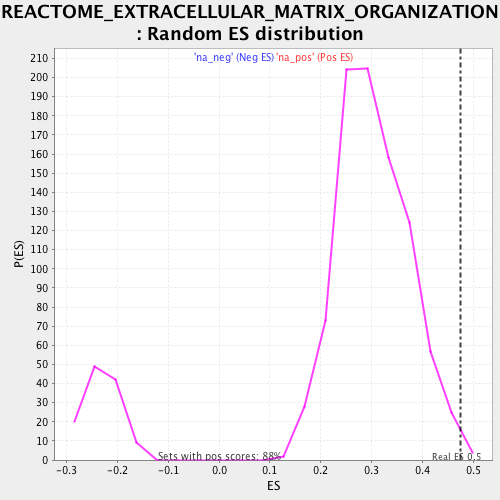 REACTOME_EXTRACELLULAR_MATRIX_ORGANIZATION
: Random ES distribution
'na_neg' (Neg ES) 'na_pos' (Pos ES)
P(ES)
210
200
190
180
170
160
150
140
130
120
110
100
90
80
70
60
50
40
30
20
10
0
Sets with pos scores: 88%
Real ES 0.5
-0.3 -0.2 -0.1 0.0 0.1 0.2 0.3 0.4 0.5
ES